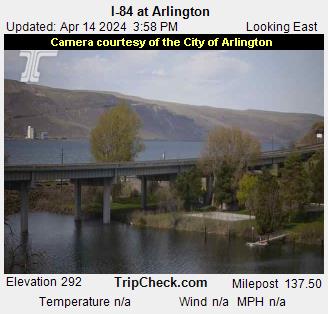 I-84 at Arlington
Updated: Apr 14 2024 3:58 PM Looking East
Camera courtesy of the City of Arlington
Elevation 292 TripCheck.com Milepost 137.50
Temperature n/a Wind n/a MPH n/a